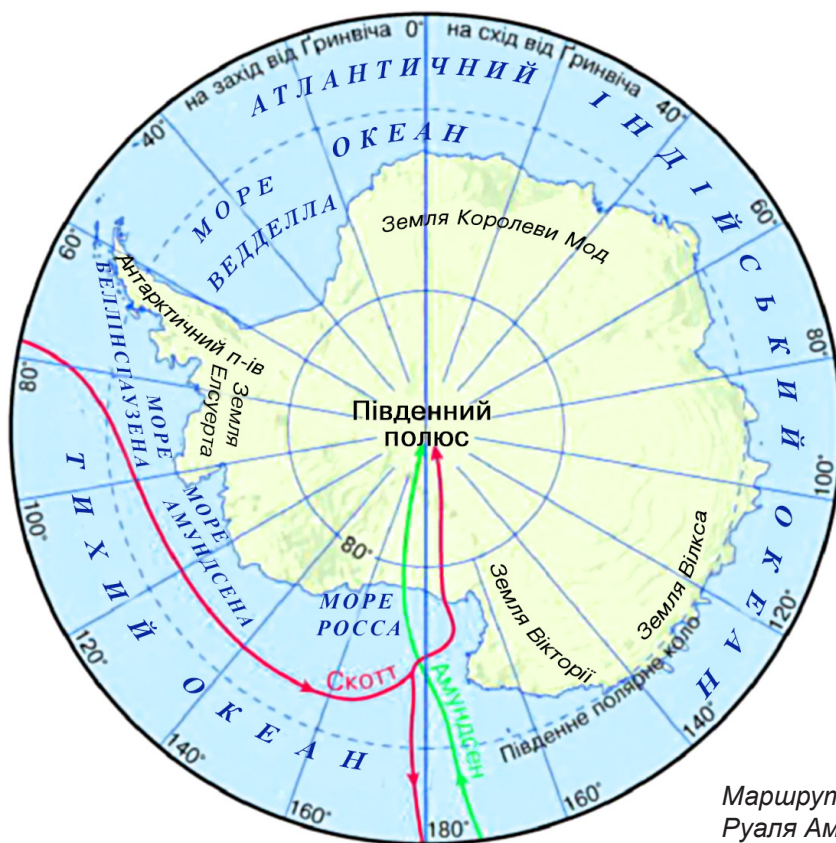 на захід від Ґринвіча 0° на схід від Ґринвіча
АТЛАНТИЧНИЙ
ОКЕАН
ІНДІЙСЬКИЙ ОКЕАН
40°
40°
60°
60°
80°
80°
100°
100°
120°
120°
140°
140°
160°
160°
180°
МОРЕ
ВЕДДЕЛЛА
Земля Королеви Мод
Антарктичний п-ів
МОРЕ
БЕЛЛІНСГАУЗЕНА
Земля
Елсуерта
Південний
полюс
МОРЕ
АМУНДСЕНА
ТИХИЙ ОКЕАН
80°
МОРЕ
РОССА
Земля Вікторії
Земля Вілкса
Південне полярне коло
Скотт
Амундсен
Маршрут
Руаля Ам